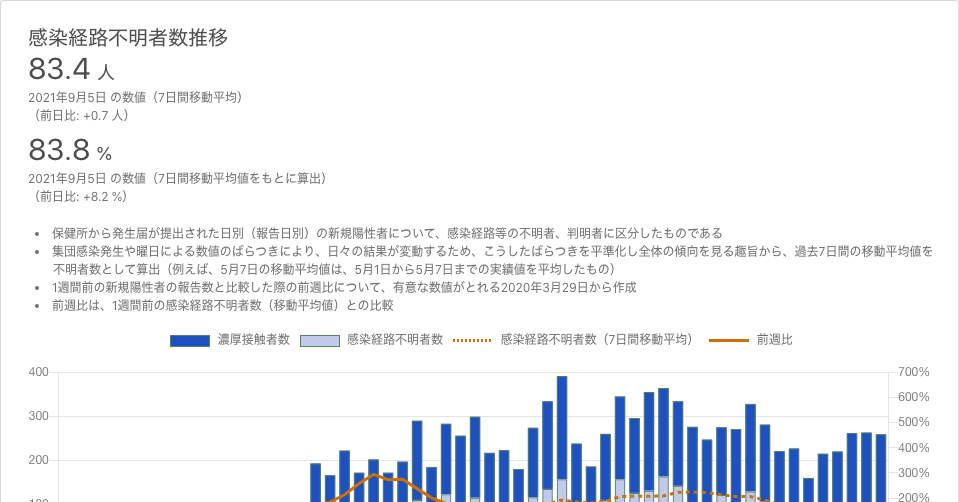 感染経路不明者数推移
83.4 人
2021年9月5日 の数値（7日間移動平均）
（前日比: +0.7 人）
83.8 %
2021年9月5日 の数値（7日間移動平均値をもとに算出）
（前日比: +8.2 %）
• 保健所から発生届が提出された日別（報告日別）の新規陽性者について、感染経路等の不明者、判明者に区分したものである
• 集団感染発生や曜日による数値のばらつきにより、日々の結果が変動するため、こうしたばらつきを平準化し全体の傾向を見る趣旨から、過去7日間の移動平均値を
不明者数として算出（例えば、5月7日の移動平均値は、5月1日から5月7日までの実績値を平均したもの）
• 1週間前の新規陽性者の報告数と比較した際の前週比について、有意な数値がとれる2020年3月29日から作成
• 前週比は、1週間前の感染経路不明者数（移動平均値）との比較
濃厚接触者数 感染経路不明者数 感染経路不明者数（7日間移動平均） 前週比
400 700%
600%
300 500%
400%
200 300%
100 200%